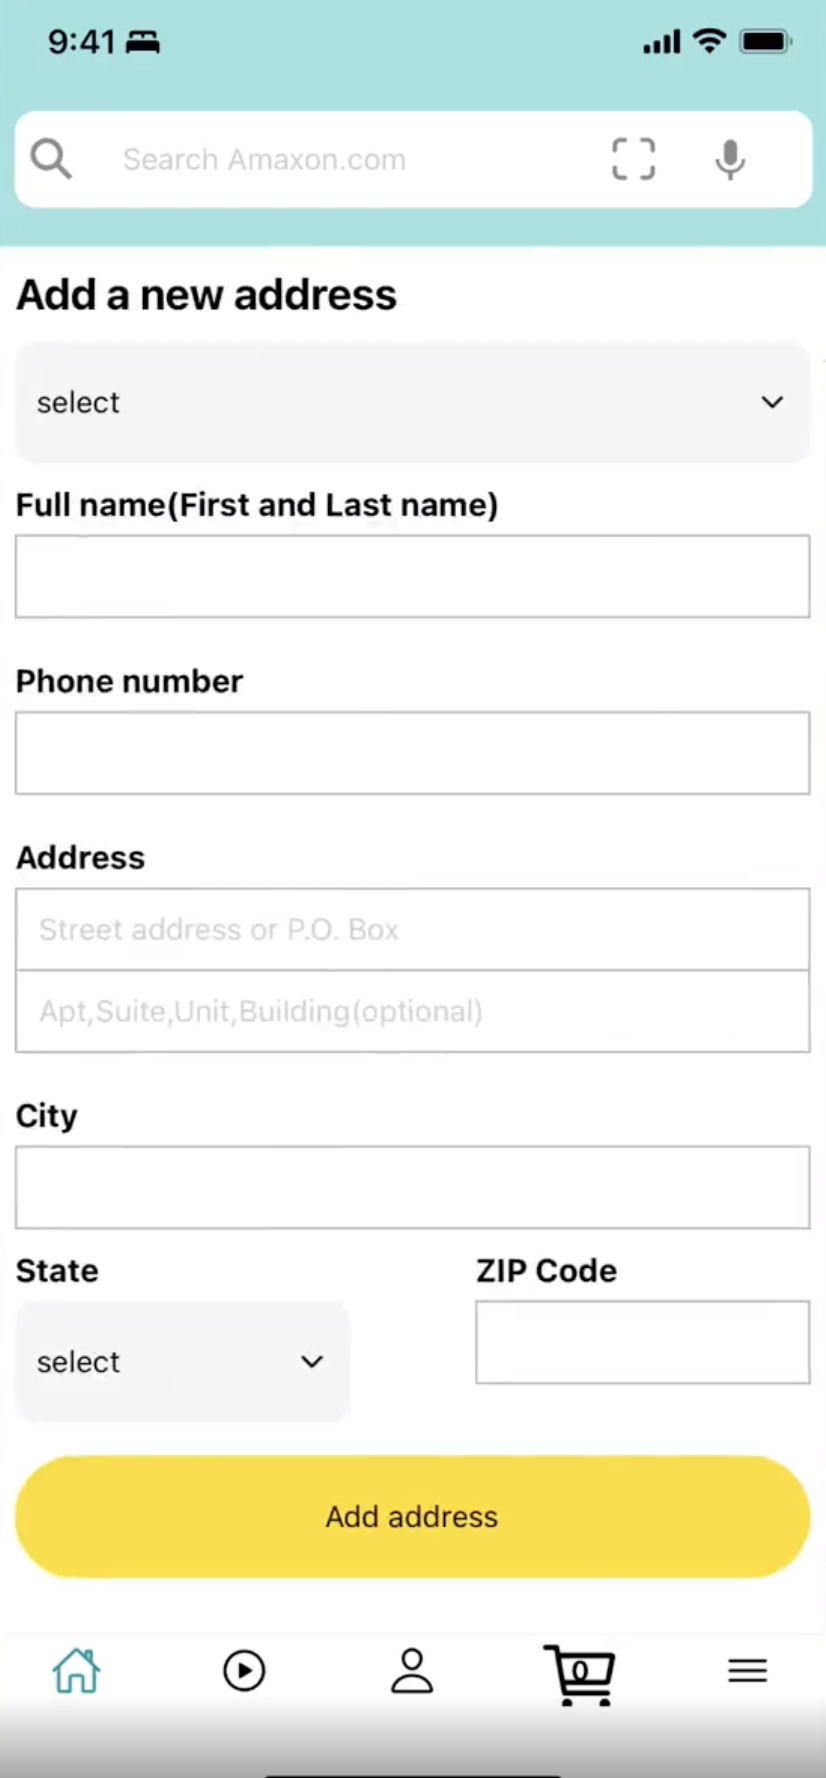 9:41
Search Amaxon.com
Add a new address
select
Full name(First and Last name)
Phone number
Address
Street address or P.O. Box
Apt,Suite,Unit,Building(optional)
City
State ZIP Code
select
Add address
0